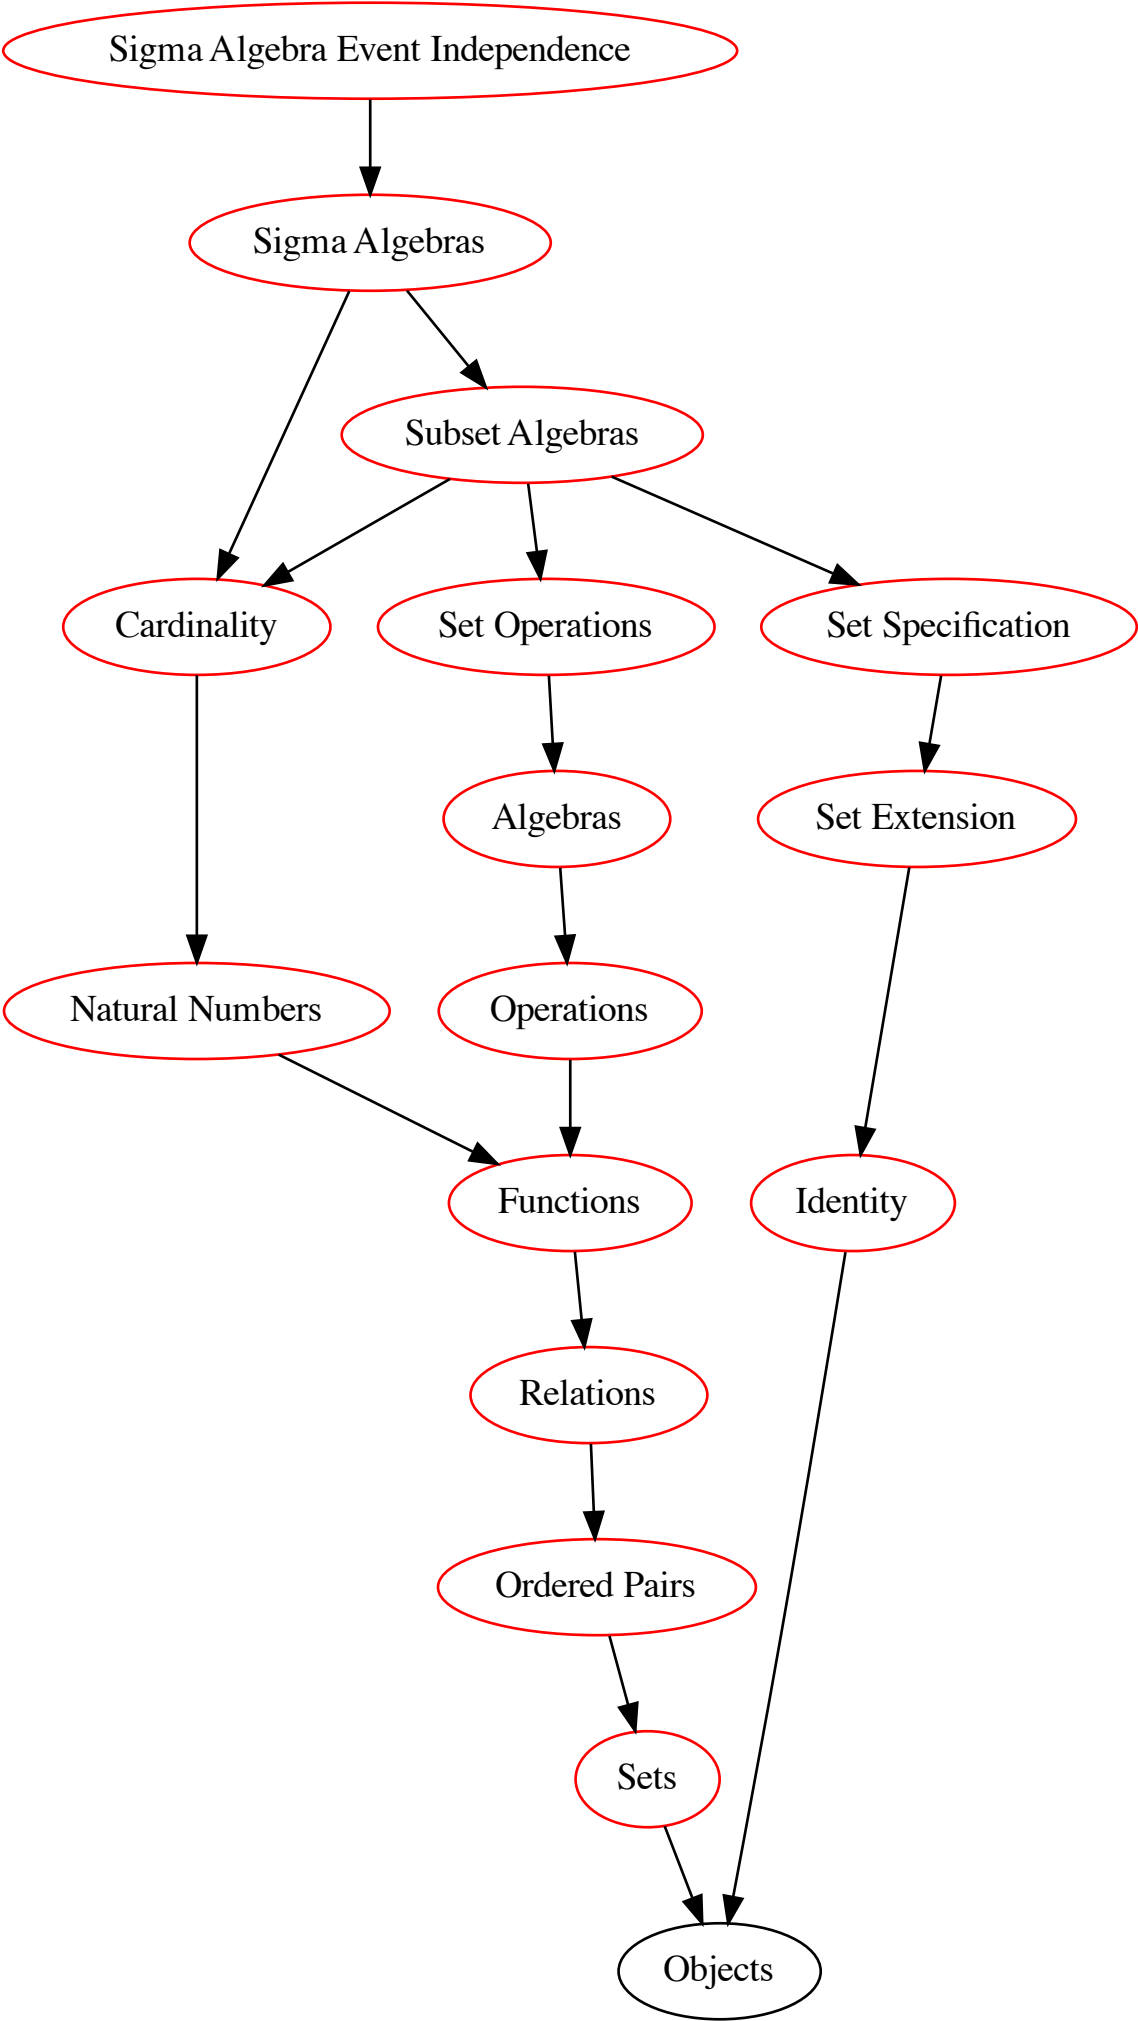 Sigma Algebra Event Independence
Sigma Algebras
Subset Algebras
Cardinality
Set Operations
Set Specification
Algebras
Set Extension
Natural Numbers
Operations
Functions
Identity
Relations
Ordered Pairs
Sets
Objects